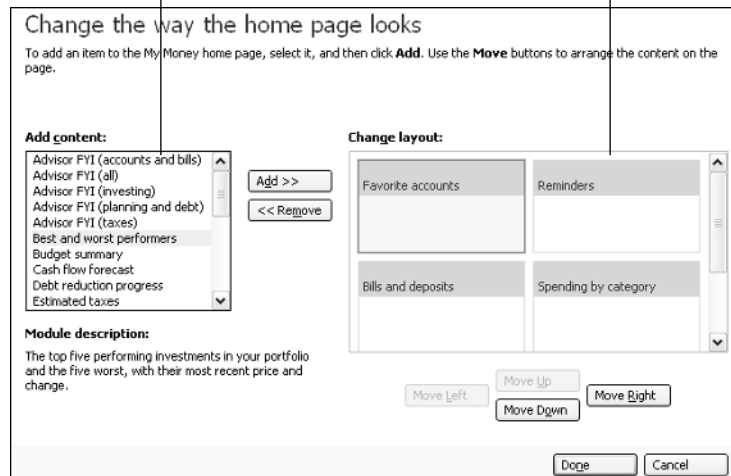 Change the way the home page looks
To add an item to the My Money home page, select it, and then click Add. Use the Move buttons to arrange the content on the
page.
Add content:
Advisor FYI (accounts and bills)
Advisor FYI (all)
Advisor FYI (investing)
Advisor FYI (planning and debt)
Advisor FYI (taxes)
Best and worst performers
Budget summary
Cash flow forecast
Debt reduction progress
Estimated taxes
Add >>
<< Remove
Module description:
The top five performing investments in your portfolio
and the five worst, with their most recent price and
change.
Change layout:
Favorite accounts
Reminders
Bills and deposits
Spending by category
Move Left
Move Up
Move Down
Move Right
Done
Cancel